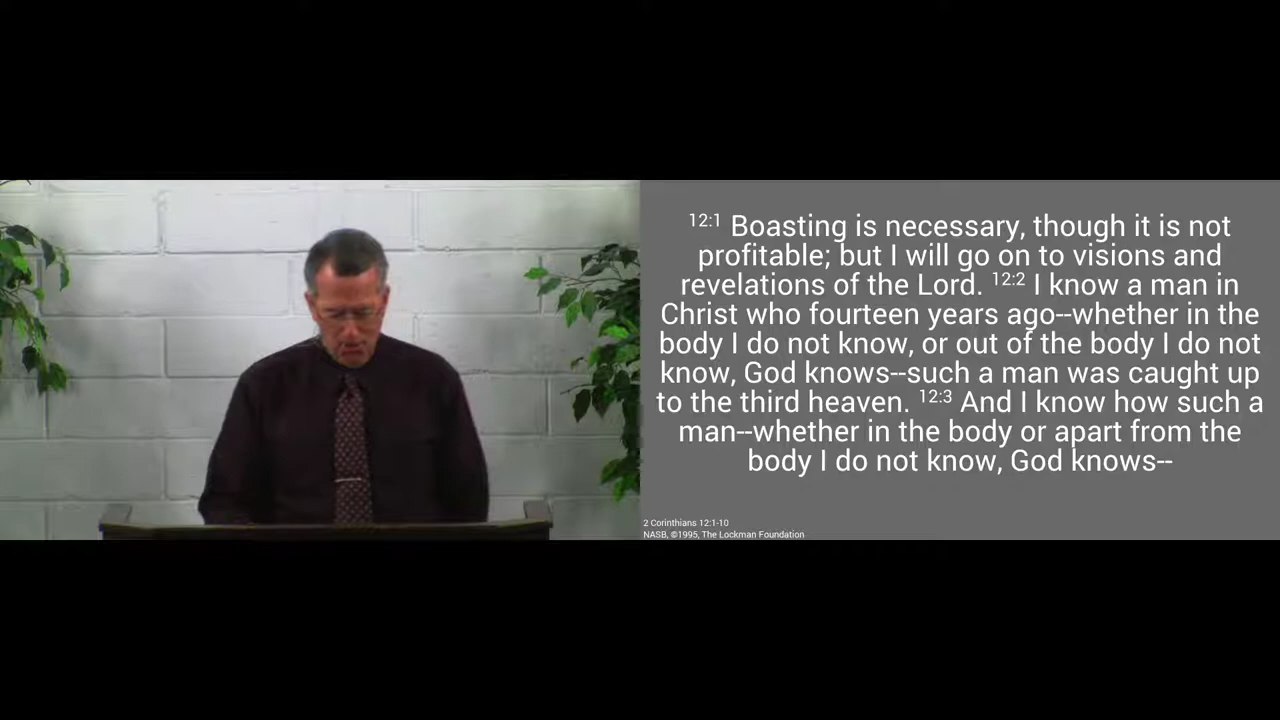 12:1 Boasting is necessary, though it is not
profitable; but I will go on to visions and
revelations of the Lord. 12:2 I know a man in
Christ who fourteen years ago--whether in the
body I do not know, or out of the body I do not
know, God knows--such a man was caught up
to the third heaven. 12:3 And I know how such a
man--whether in the body or apart from the
body I do not know, God knows--
2 Corinthians 12:1-10
NASB, ©1995, The Lockman Foundation